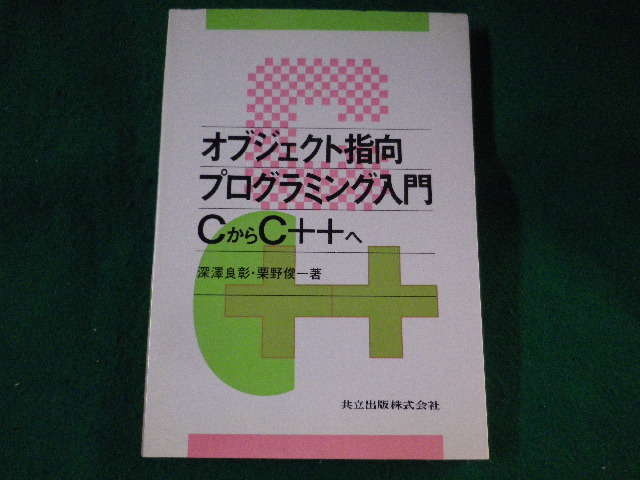 オブジェクト指向
プログラミング入門
CからC++へ
深澤良彰・栗野俊一著
共立出版株式会社